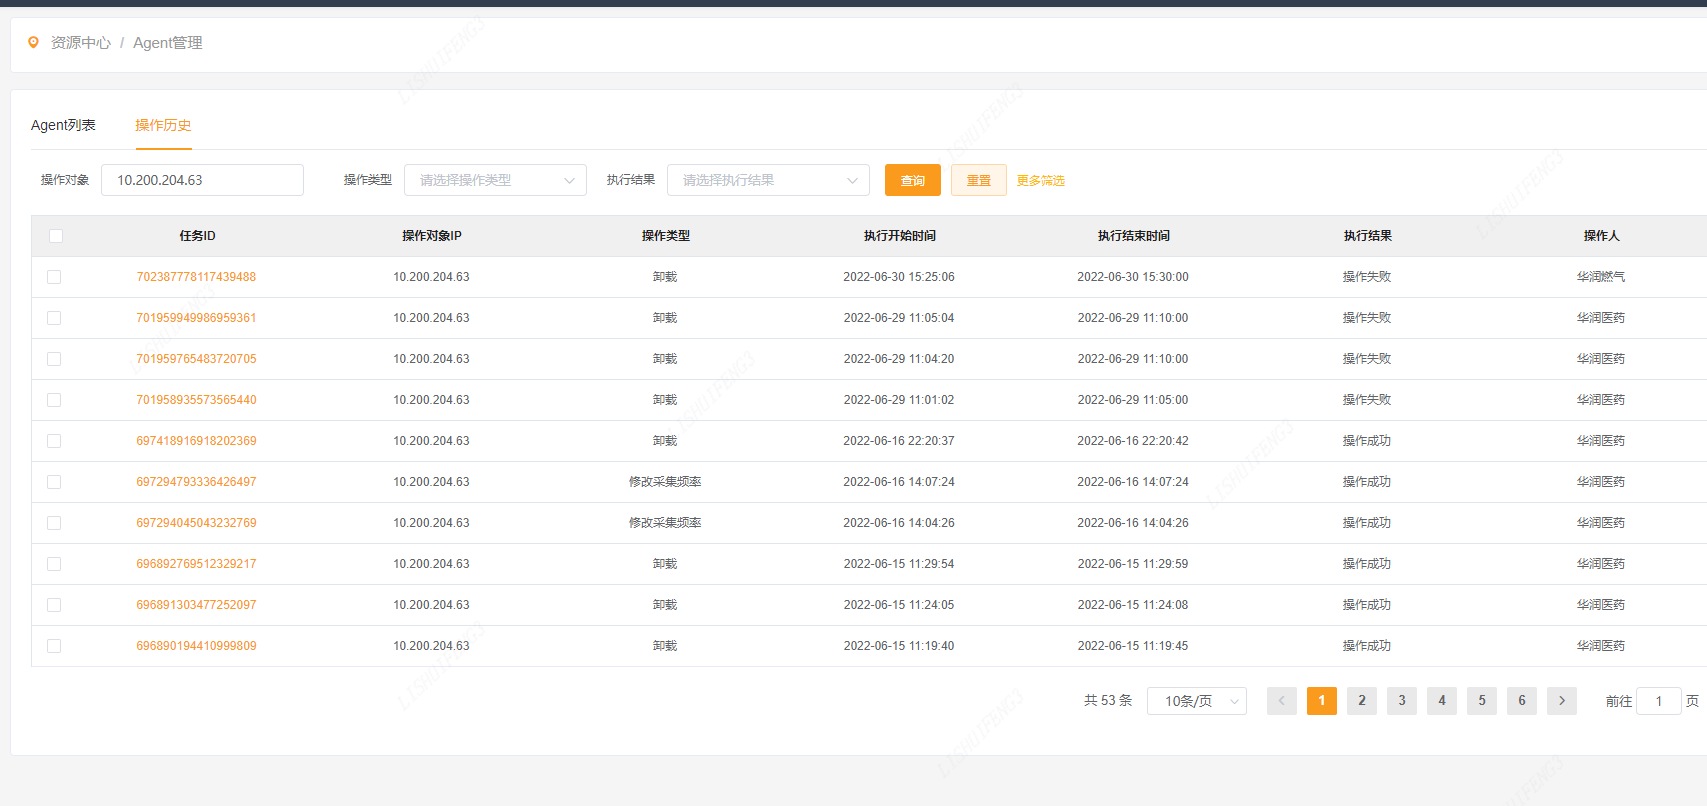 资源中心 / Agent管理
Agent列表 操作历史
操作对象 10.200.204.63 操作类型 请选择操作类型 执行结果 请选择执行结果 查询 重置 更多筛选
任务ID 操作对象IP 操作类型 执行开始时间 执行结束时间 执行结果 操作人
702387778117439488 10.200.204.63 卸载 2022-06-30 15:25:06 2022-06-30 15:30:00 操作失败 华润燃气
701959949986959361 10.200.204.63 卸载 2022-06-29 11:05:04 2022-06-29 11:10:00 操作失败 华润医药
701959765483720705 10.200.204.63 卸载 2022-06-29 11:04:20 2022-06-29 11:10:00 操作失败 华润医药
701958935573565440 10.200.204.63 卸载 2022-06-29 11:01:02 2022-06-29 11:05:00 操作失败 华润医药
697418916918202369 10.200.204.63 卸载 2022-06-16 22:20:37 2022-06-16 22:20:42 操作成功 华润医药
697294793336426497 10.200.204.63 修改采集频率 2022-06-16 14:07:24 2022-06-16 14:07:24 操作成功 华润医药
697294045043232769 10.200.204.63 修改采集频率 2022-06-16 14:04:26 2022-06-16 14:04:26 操作成功 华润医药
696892769512329217 10.200.204.63 卸载 2022-06-15 11:29:54 2022-06-15 11:29:59 操作成功 华润医药
696891303477252097 10.200.204.63 卸载 2022-06-15 11:24:05 2022-06-15 11:24:08 操作成功 华润医药
696890194410999809 10.200.204.63 卸载 2022-06-15 11:19:40 2022-06-15 11:19:45 操作成功 华润医药
共 53 条 10条/页 1 2 3 4 5 6 前往 1 页
LISHUIFENG3
LISHUIFENG3
LISHUIFENG3
LISHUIFENG3
LISHUIFENG3
LISHUIFENG3
LISHUIFENG3
LISHUIFENG3
LISHUIFENG3